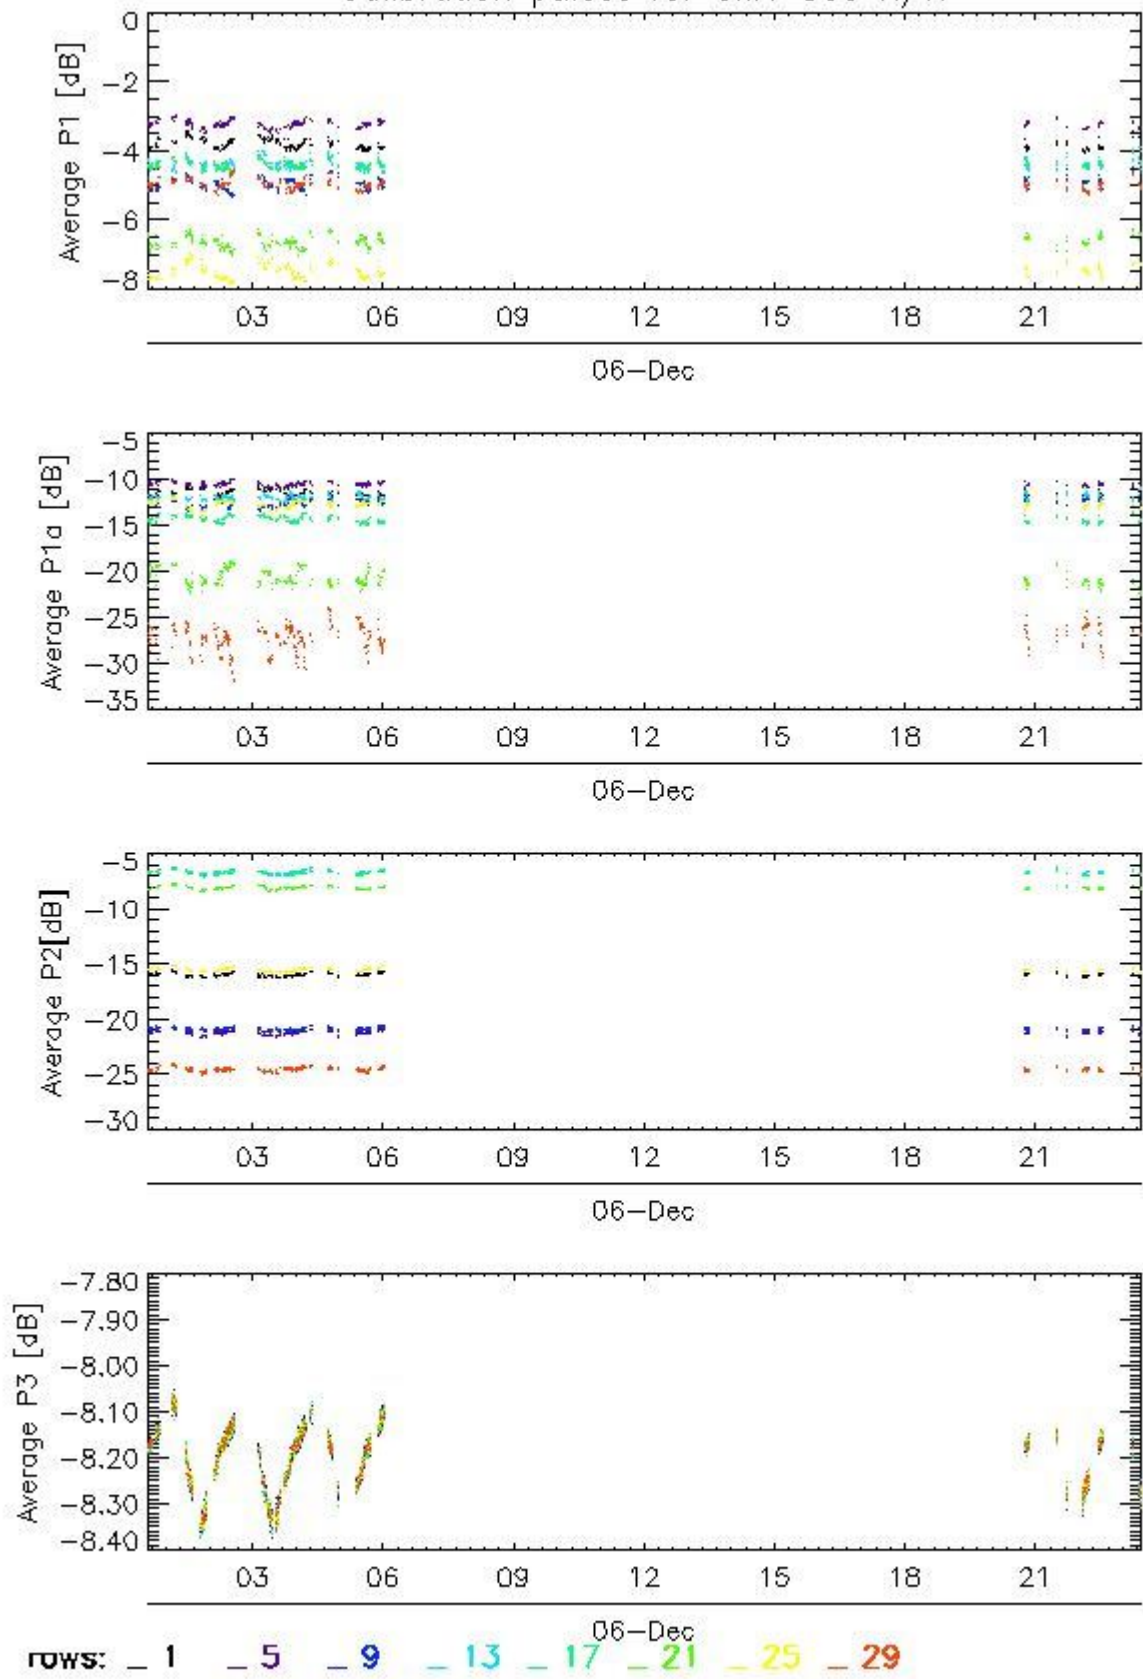 0
-2
-4
-6
-8
Average P1 [dB]
03 06 09 12 15 18 21
06-Dec
-5
-10
-15
-20
-25
-30
-35
Average P1a [dB]
03 06 09 12 15 18 21
06-Dec
-5
-10
-15
-20
-25
-30
Average P2[dB]
03 06 09 12 15 18 21
06-Dec
-7.80
-7.90
-8.00
-8.10
-8.20
-8.30
-8.40
Average P3 [dB]
03 06 09 12 15 18 21
06-Dec
rows: _ 1 _ 5 _ 9 _ 13 _ 17 _ 21 _ 25 _ 29